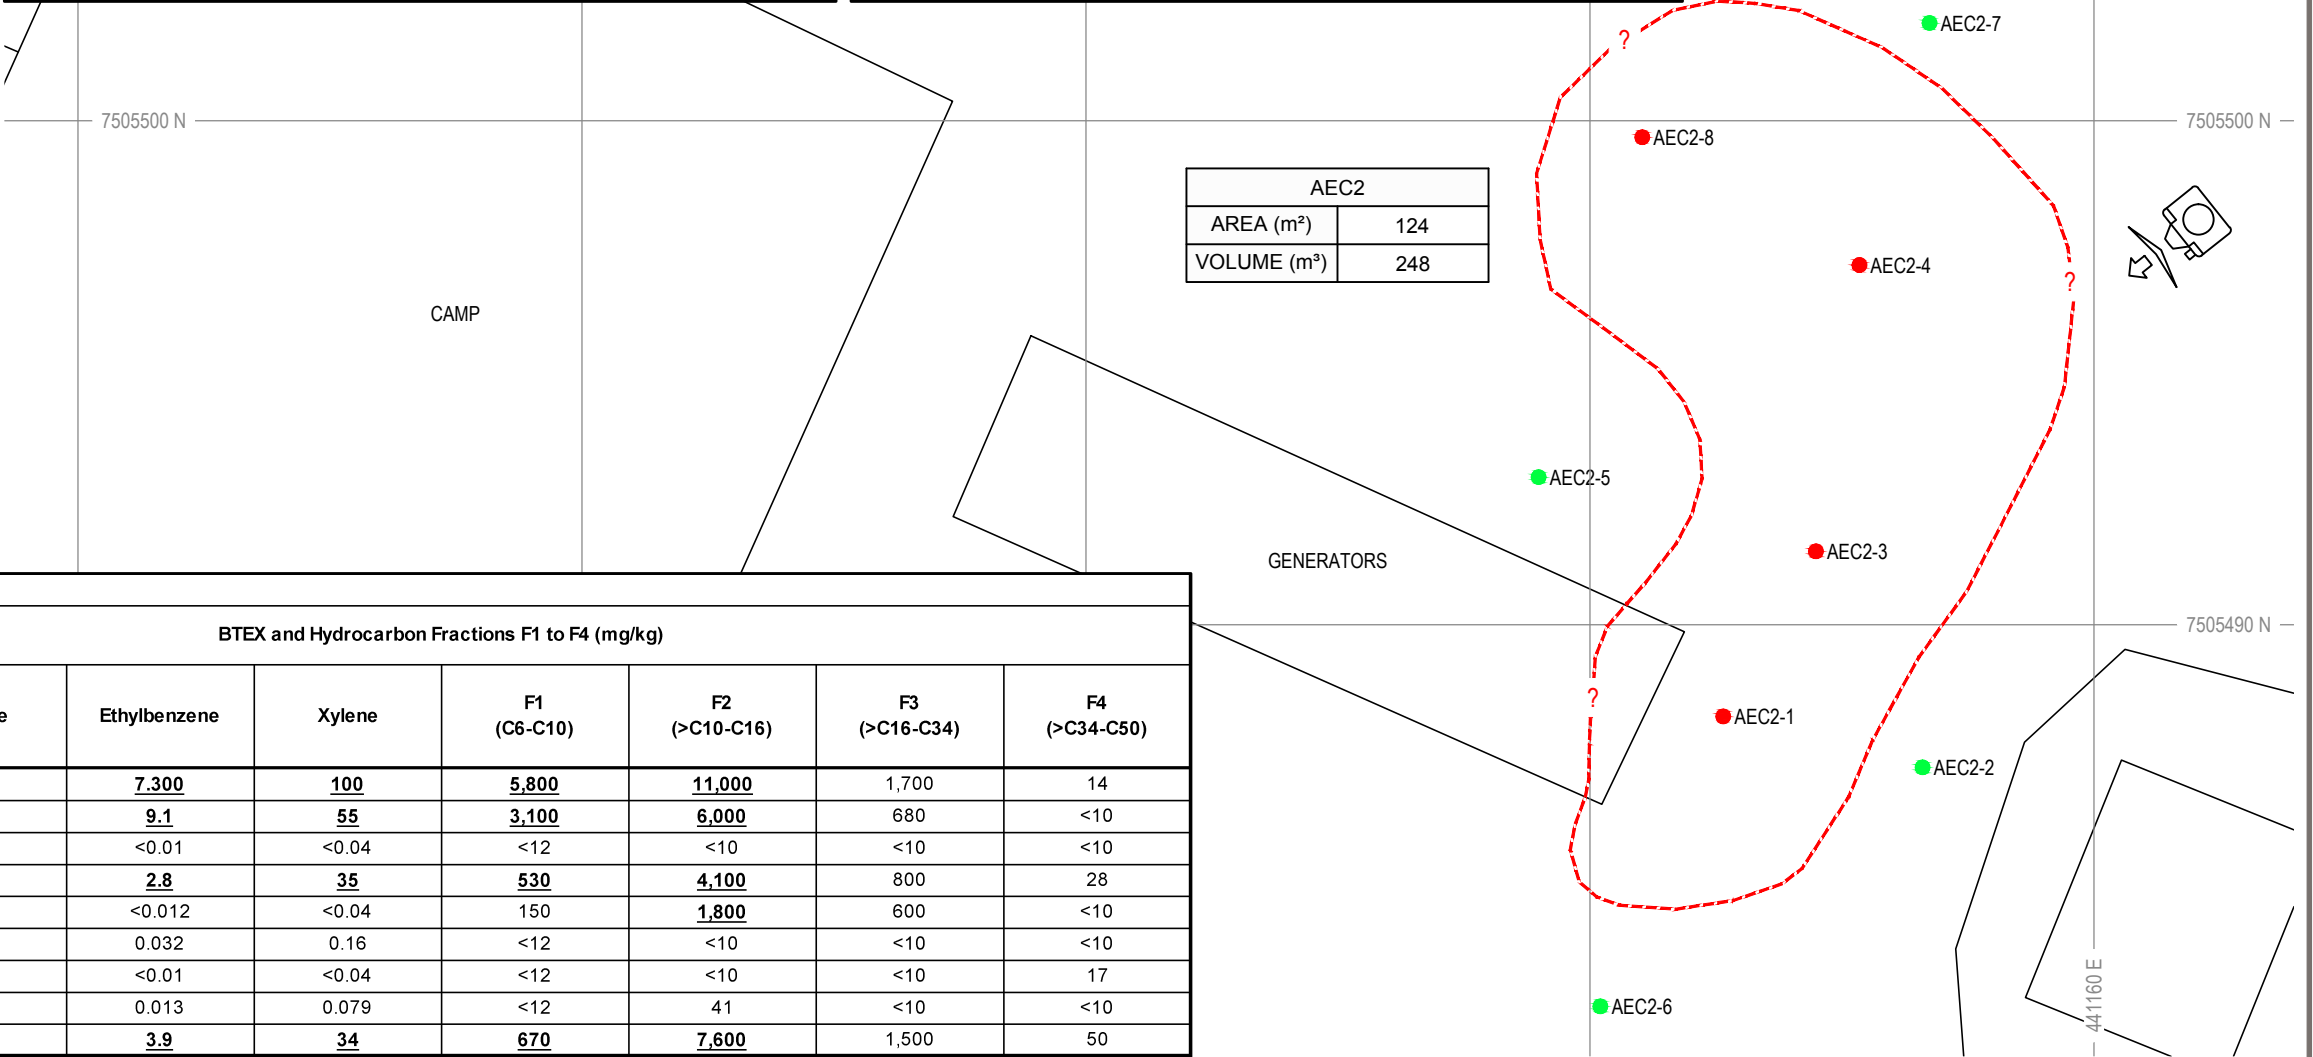 AEC2-7
7505500 N
7505500 N
AEC2-8
AEC2
AREA (m²) 124
VOLUME (m³) 248
?
?
AEC2-4
CAMP
AEC2-5
AEC2-3
GENERATORS
7505490 N
?
AEC2-1
AEC2-2
441160 E
AEC2-6
BTEX and Hydrocarbon Fractions F1 to F4 (mg/kg)
e Ethylbenzene Xylene F1 F2 F3 F4
(C6-C10) (>C10-C16) (>C16-C34) (>C34-C50)
7.300 100 5,800 11,000 1,700 14
9.1 55 3,100 6,000 680 <10
<0.01 <0.04 <12 <10 <10 <10
2.8 35 530 4,100 800 28
<0.012 <0.04 150 1,800 600 <10
0.032 0.16 <12 <10 <10 <10
<0.01 <0.04 <12 <10 <10 17
0.013 0.079 <12 41 <10 <10
3.9 34 670 7,600 1,500 50